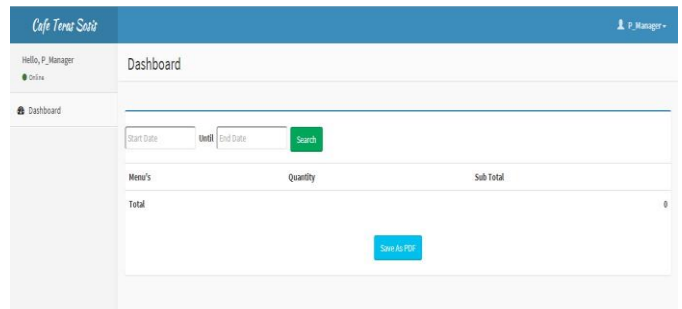 Cafe Teras Sosis
P_Manager
Hello, P_Manager
Online
Dashboard
Dashboard
Start Date Until End Date Search
Menu's Quantity Sub Total
Total 0
Save As PDF